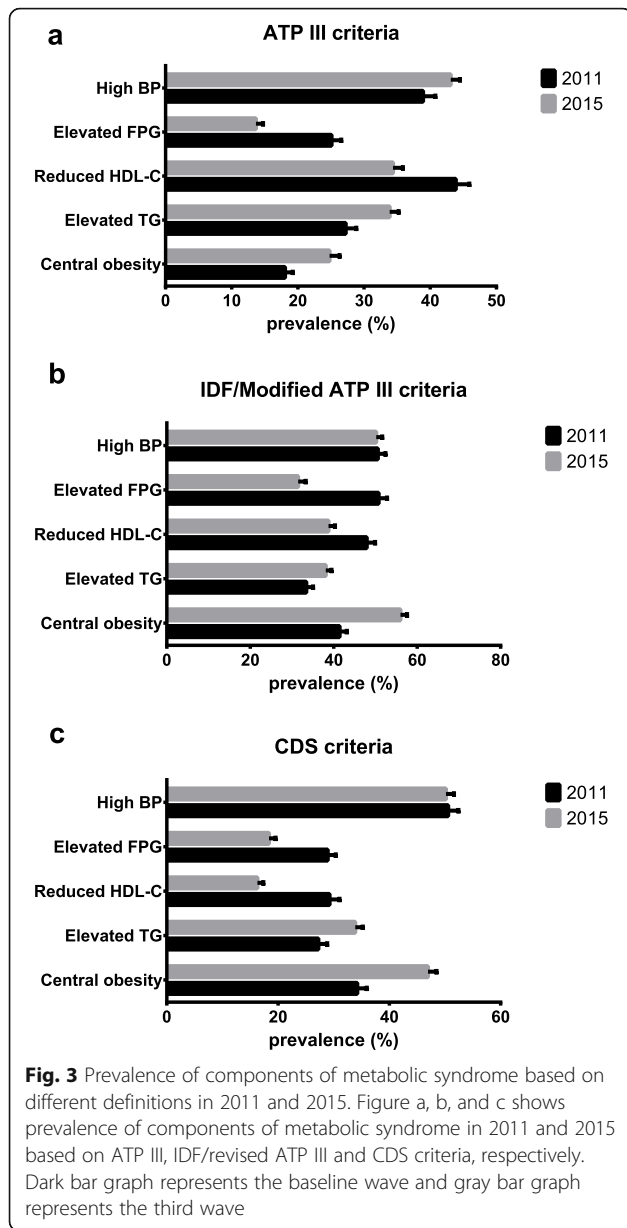 a
ATP III criteria
High BP
Elevated FPG
Reduced HDL-C
Elevated TG
Central obesity
2011
2015
0 10 20 30 40 50
prevalence (%)
b
IDF/Modified ATP III criteria
High BP
Elevated FPG
Reduced HDL-C
Elevated TG
Central obesity
2011
2015
0 20 40 60 80
prevalence (%)
c
CDS criteria
High BP
Elevated FPG
Reduced HDL-C
Elevated TG
Central obesity
2011
2015
0 20 40 60
prevalence (%)
Fig. 3 Prevalence of components of metabolic syndrome based on
different definitions in 2011 and 2015. Figure a, b, and c shows
prevalence of components of metabolic syndrome in 2011 and 2015
based on ATP III, IDF/revised ATP III and CDS criteria, respectively.
Dark bar graph represents the baseline wave and gray bar graph
represents the third wave